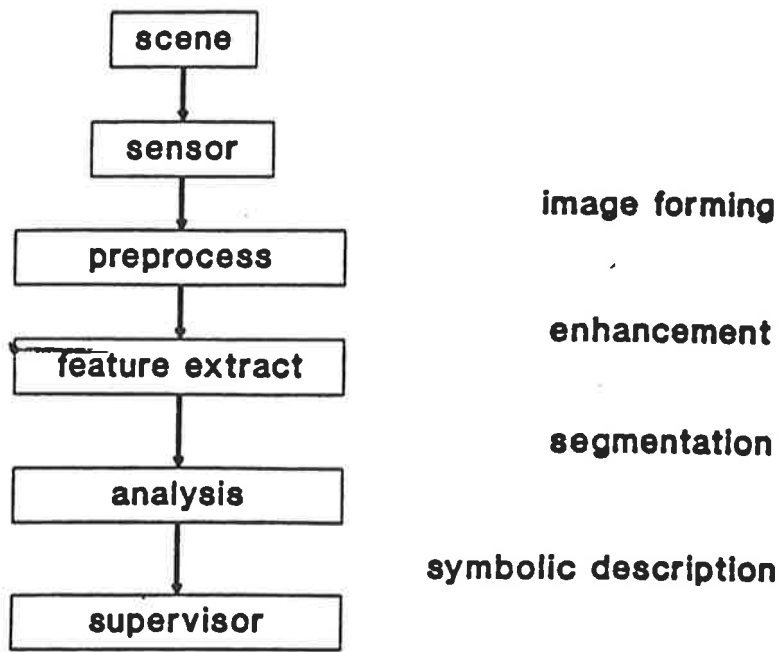 scene
sensor
image forming
preprocess
enhancement
feature extract
segmentation
analysis
symbolic description
supervisor